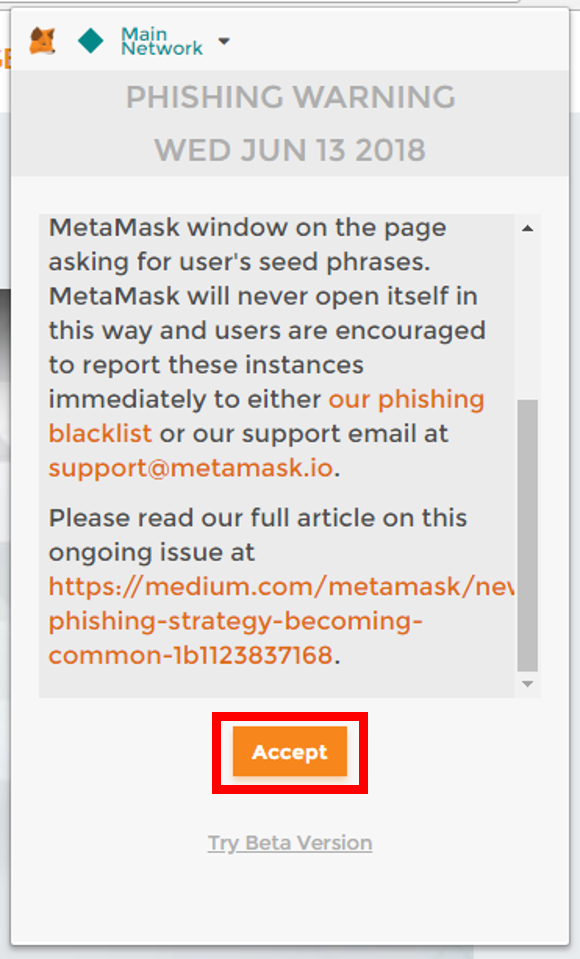 Main
Network
PHISHING WARNING
WED JUN 13 2018
MetaMask window on the page
asking for user's seed phrases.
MetaMask will never open itself in
this way and users are encouraged
to report these instances
immediately to either our phishing
blacklist or our support email at
support@metamask.io.
Please read our full article on this
ongoing issue at
https://medium.com/metamask/nev
phishing-strategy-becoming-
common-1b1123837168.
Accept
Try Beta Version